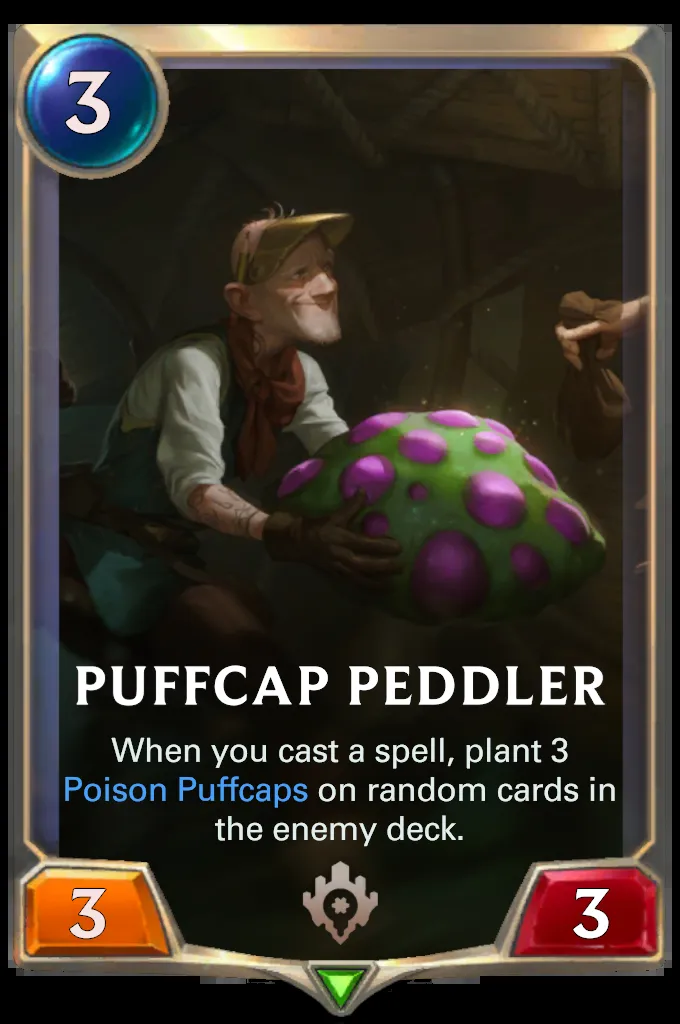 3
PUFFCAP PEDDLER
When you cast a spell, plant 3
Poison Puffcaps on random cards in
the enemy deck.
3
3